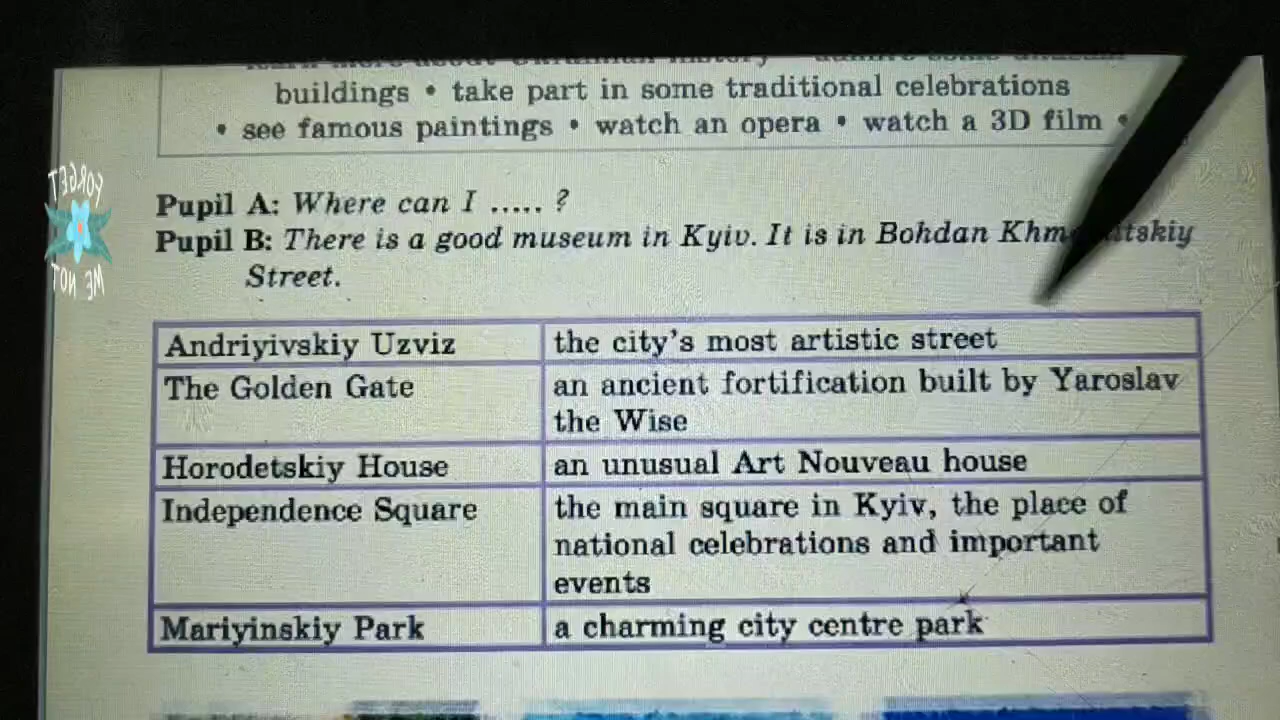 buildings • take part in some traditional celebrations
• see famous paintings • watch an opera • watch a 3D film •
Pupil A: Where can I ..... ?
Pupil B: There is a good museum in Kyiv. It is in Bohdan
Street.
Andriyivskiy Uzviz
the city's most artistic street
The Golden Gate
an ancient fortification built by Yaroslav
the Wise
Horodetskiy House
an unusual Art Nouveau house
Independence Square
the main square in Kyiv, the place of
national celebrations and important
events
Mariyinskiy Park
a charming city centre park
FORGET
ME NOT